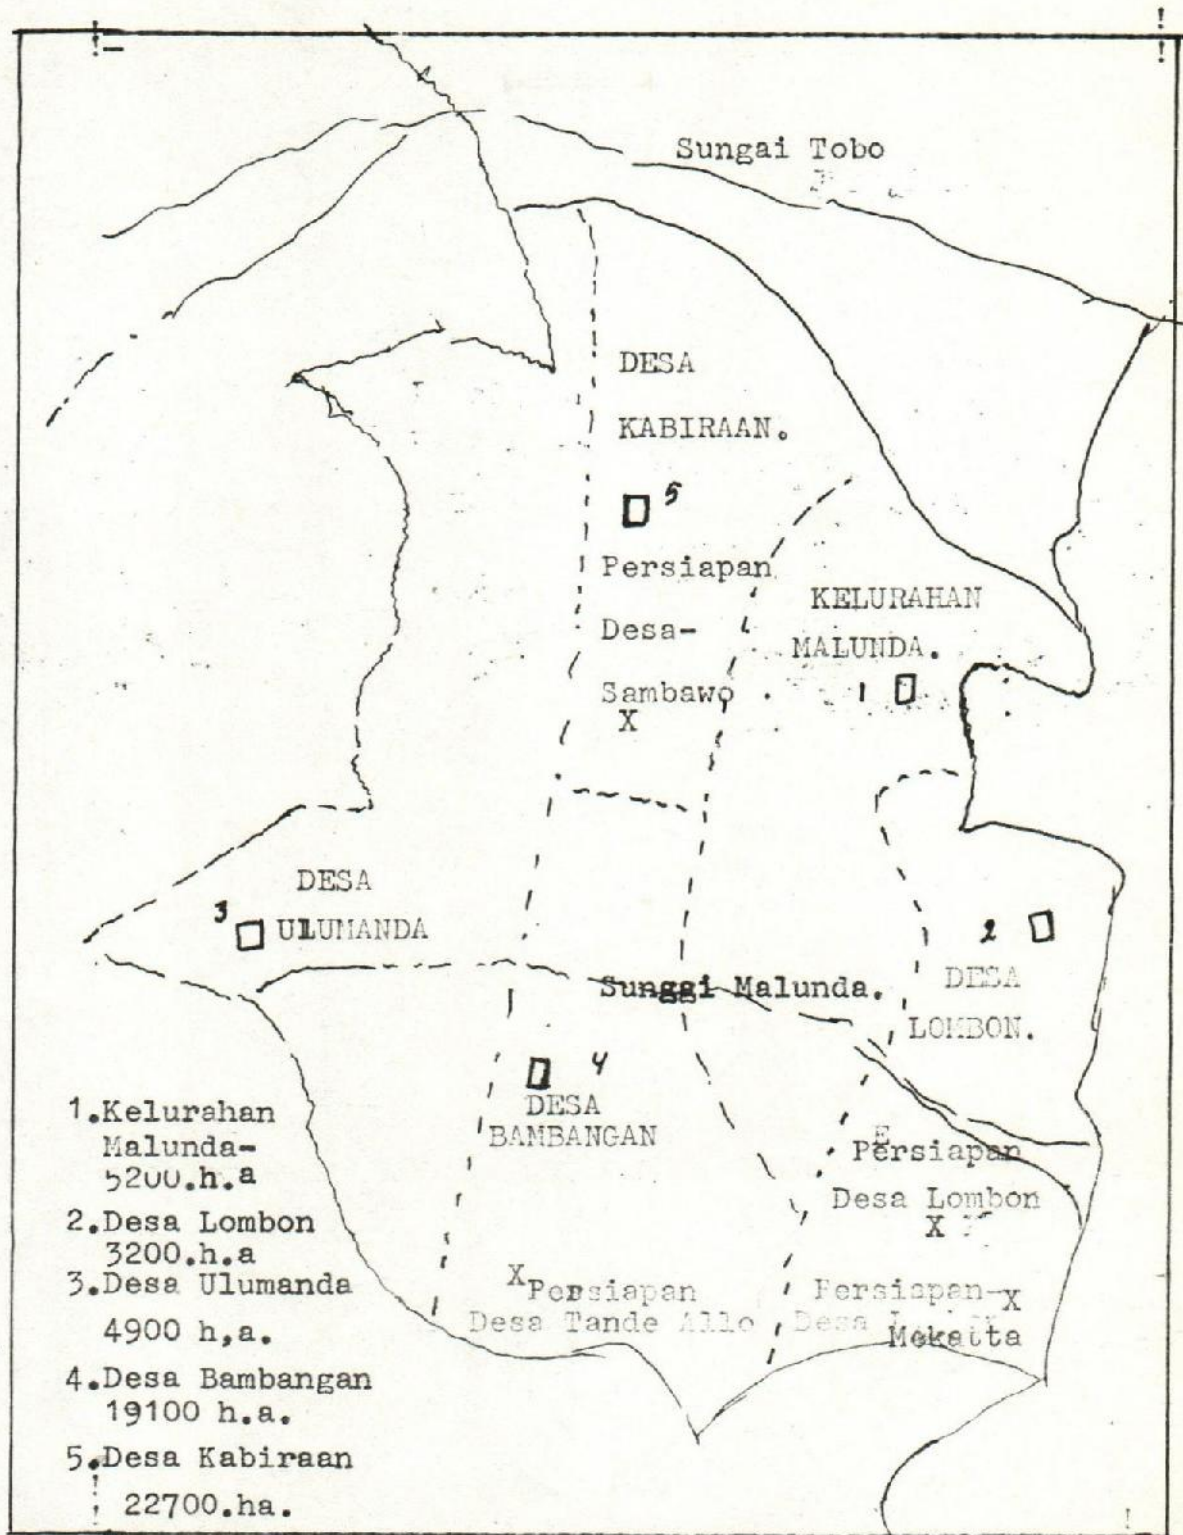 Sungai Tobo
DESA
KABIRAAN.
5
Persiapan
Desa-
Sambawo .
X
KELURAHAN
MALUNDA.
1
DESA
3
ULUMANDA
2
DESA
LOMBON.
Sunggi Malunda.
4
DESA
BAMBANGAN
Persiapan
Desa Lombon
X
X Persiapan
Desa Tande Allo
Persiapan-X
Desa
Mekatta
1.Kelurahan
Malunda-
5200.h.a
2.Desa Lombon
3200.h.a
3.Desa Ulumanda
4900 h,a.
4.Desa Bambangan
19100 h.a.
5.Desa Kabiraan
22700.ha.